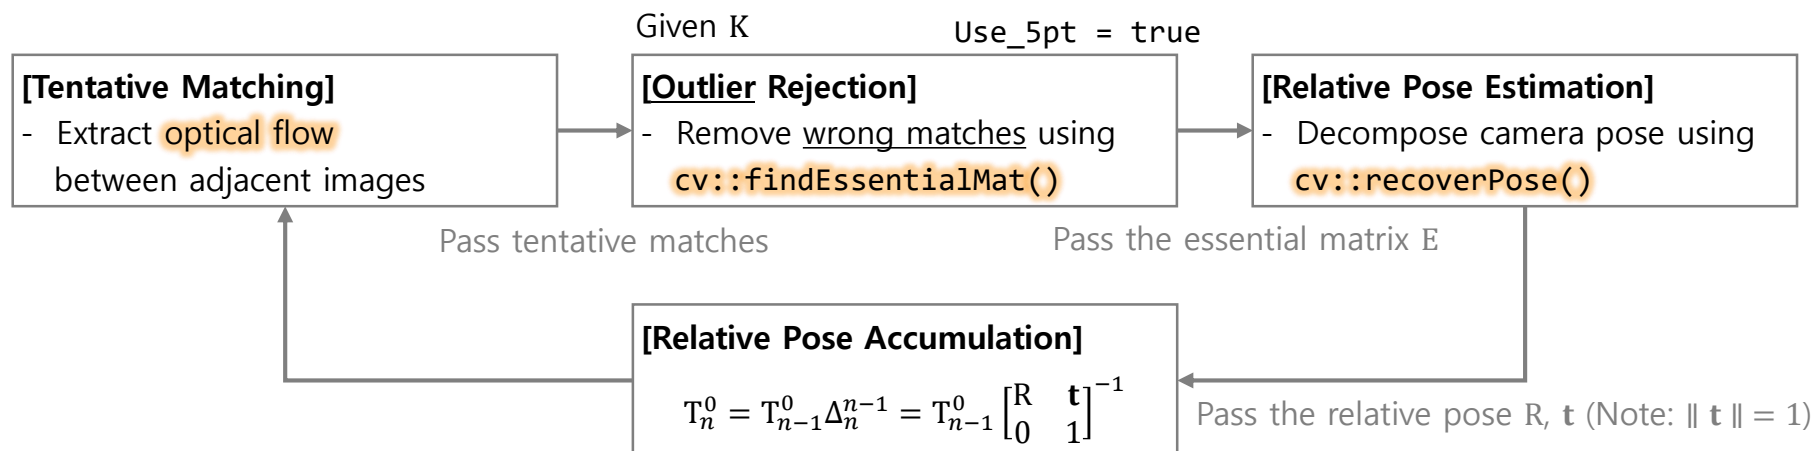 Given K
Use_5pt = true
[Tentative Matching]
- Extract optical flow
between adjacent images
[Outlier Rejection]
- Remove wrong matches using
cv::findEssentialMat()
[Relative Pose Estimation]
- Decompose camera pose using
cv::recoverPose()
Pass tentative matches
Pass the essential matrix E
[Relative Pose Accumulation]
T_n^0 = T_{n-1}^0 Δ_n^{n-1} = T_{n-1}^0 [R t; 0 1]^{-1}
Pass the relative pose R, t (Note: ‖ t ‖ = 1)